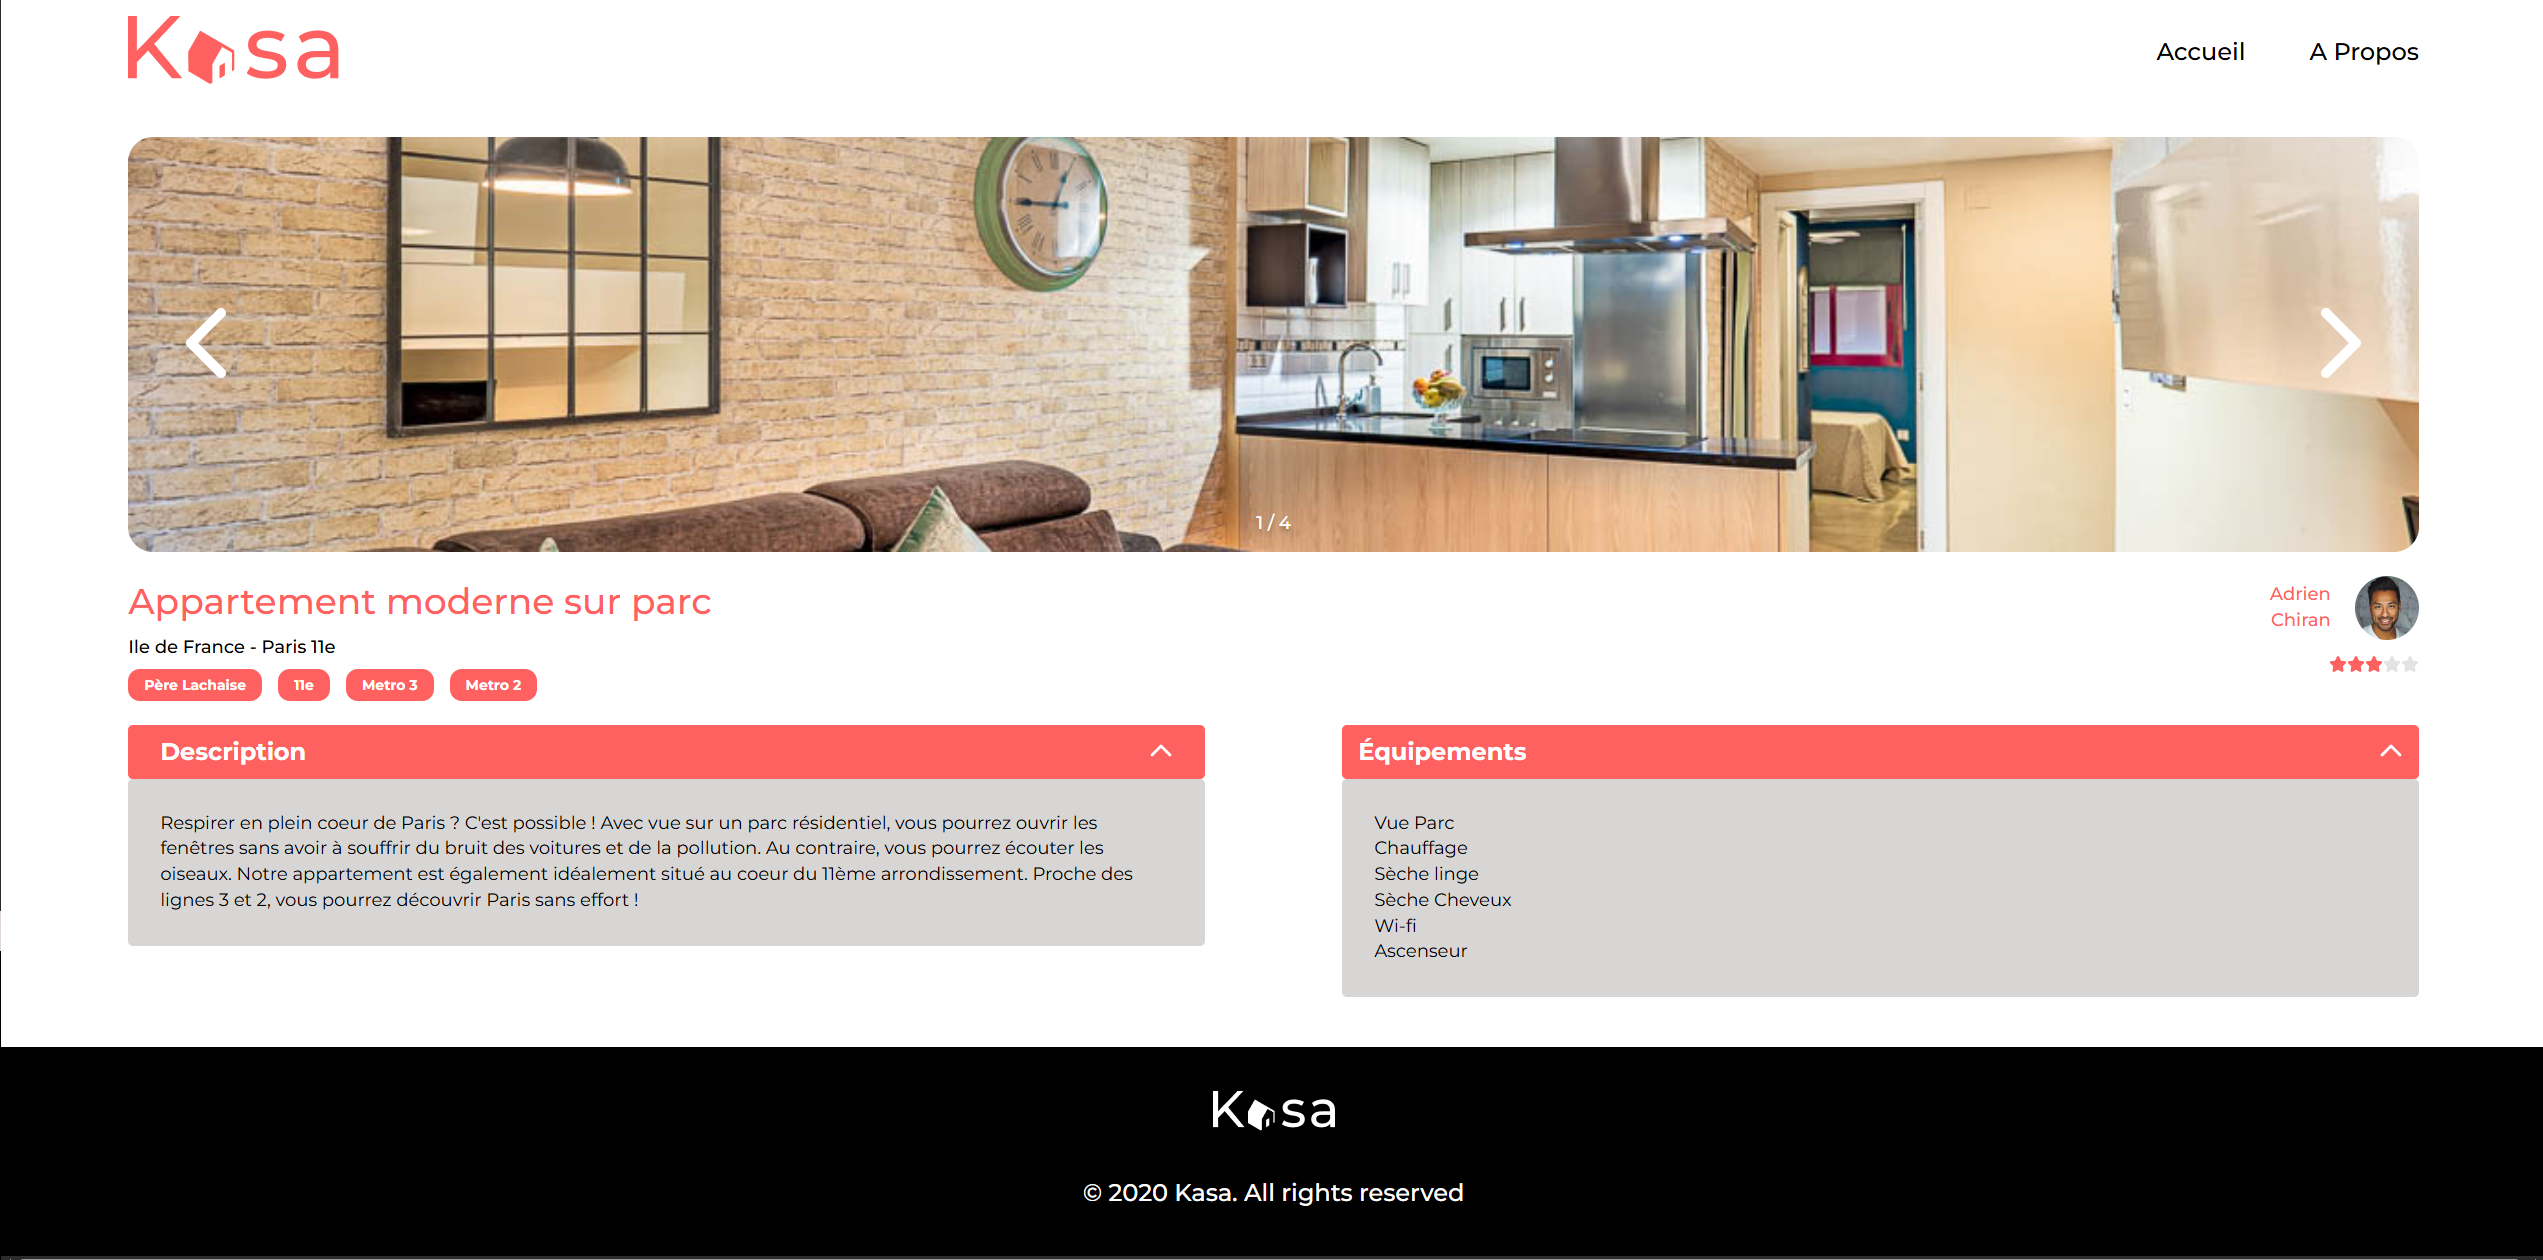 Kasa
Accueil
A Propos
1 / 4
Appartement moderne sur parc
Ile de France - Paris 11e
Père Lachaise
11e
Metro 3
Metro 2
Adrien
Chiran
Description
Respirer en plein coeur de Paris ? C'est possible ! Avec vue sur un parc résidentiel, vous pourrez ouvrir les
fenêtres sans avoir à souffrir du bruit des voitures et de la pollution. Au contraire, vous pourrez écouter les
oiseaux. Notre appartement est également idéalement situé au coeur du 11ème arrondissement. Proche des
lignes 3 et 2, vous pourrez découvrir Paris sans effort !
Équipements
Vue Parc
Chauffage
Sèche linge
Sèche Cheveux
Wi-fi
Ascenseur
Kasa
© 2020 Kasa. All rights reserved